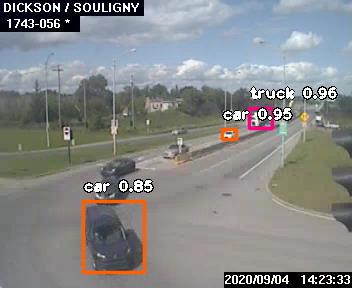 DICKSON / SOULIGNY
1743-056 *
truck 0.96
car 0.95
car 0.85
2020/09/04 14:23:33